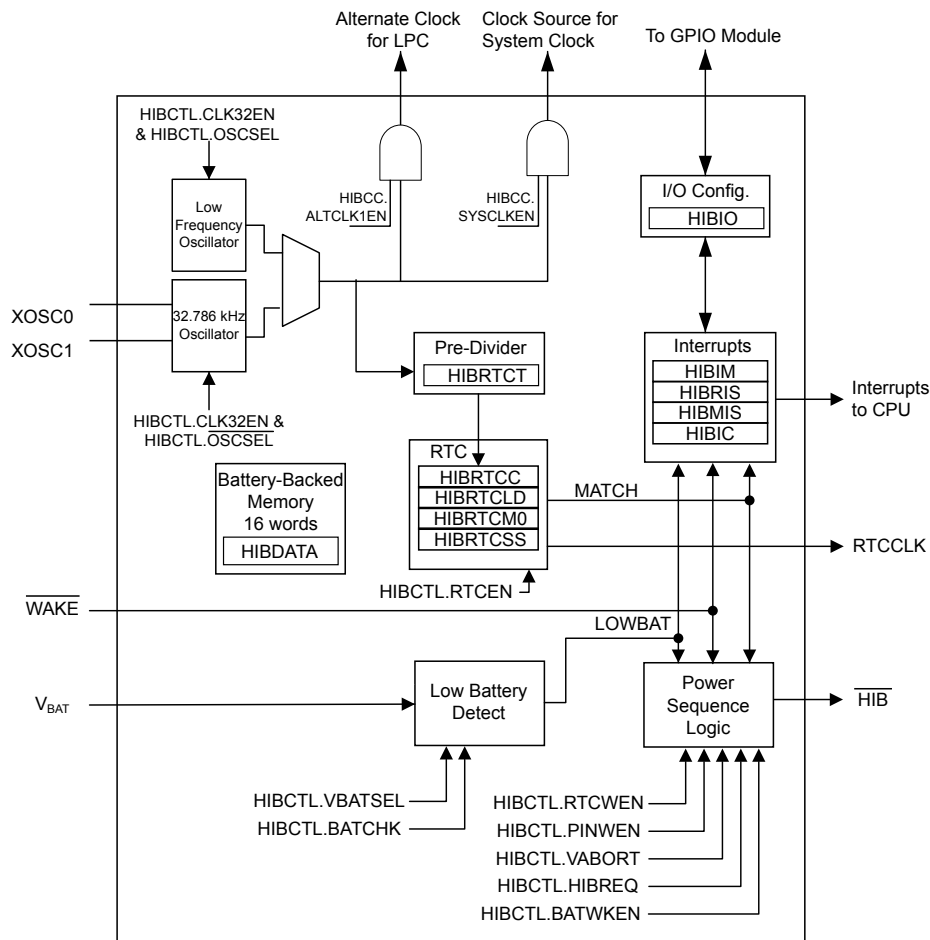 Alternate Clock
for LPC
Clock Source for
System Clock
To GPIO Module
HIBCTL.CLK32EN
& HIBCTL.OSCSEL
Low
Frequency
Oscillator
HIBCC.
ALTCLK1EN
HIBCC.
SYSCLKEN
I/O Config.
HIBIO
XOSC0
XOSC1
32.786 kHz
Oscillator
HIBCTL.CLK32EN &
HIBCTL.OSCSEL
Pre-Divider
HIBRTCT
Interrupts
HIBIM
HIBRIS
HIBMIS
HIBIC
Interrupts
to CPU
Battery-Backed
Memory
16 words
HIBDATA
RTC
HIBRTCC
HIBRTCLD
HIBRTCM0
HIBRTCSS
MATCH
RTCCLK
HIBCTL.RTCEN
WAKE
LOWBAT
VBAT
Low Battery
Detect
Power
Sequence
Logic
HIB
HIBCTL.VBATSEL
HIBCTL.BATCHK
HIBCTL.RTCWEN
HIBCTL.PINWEN
HIBCTL.VABORT
HIBCTL.HIBREQ
HIBCTL.BATWKEN